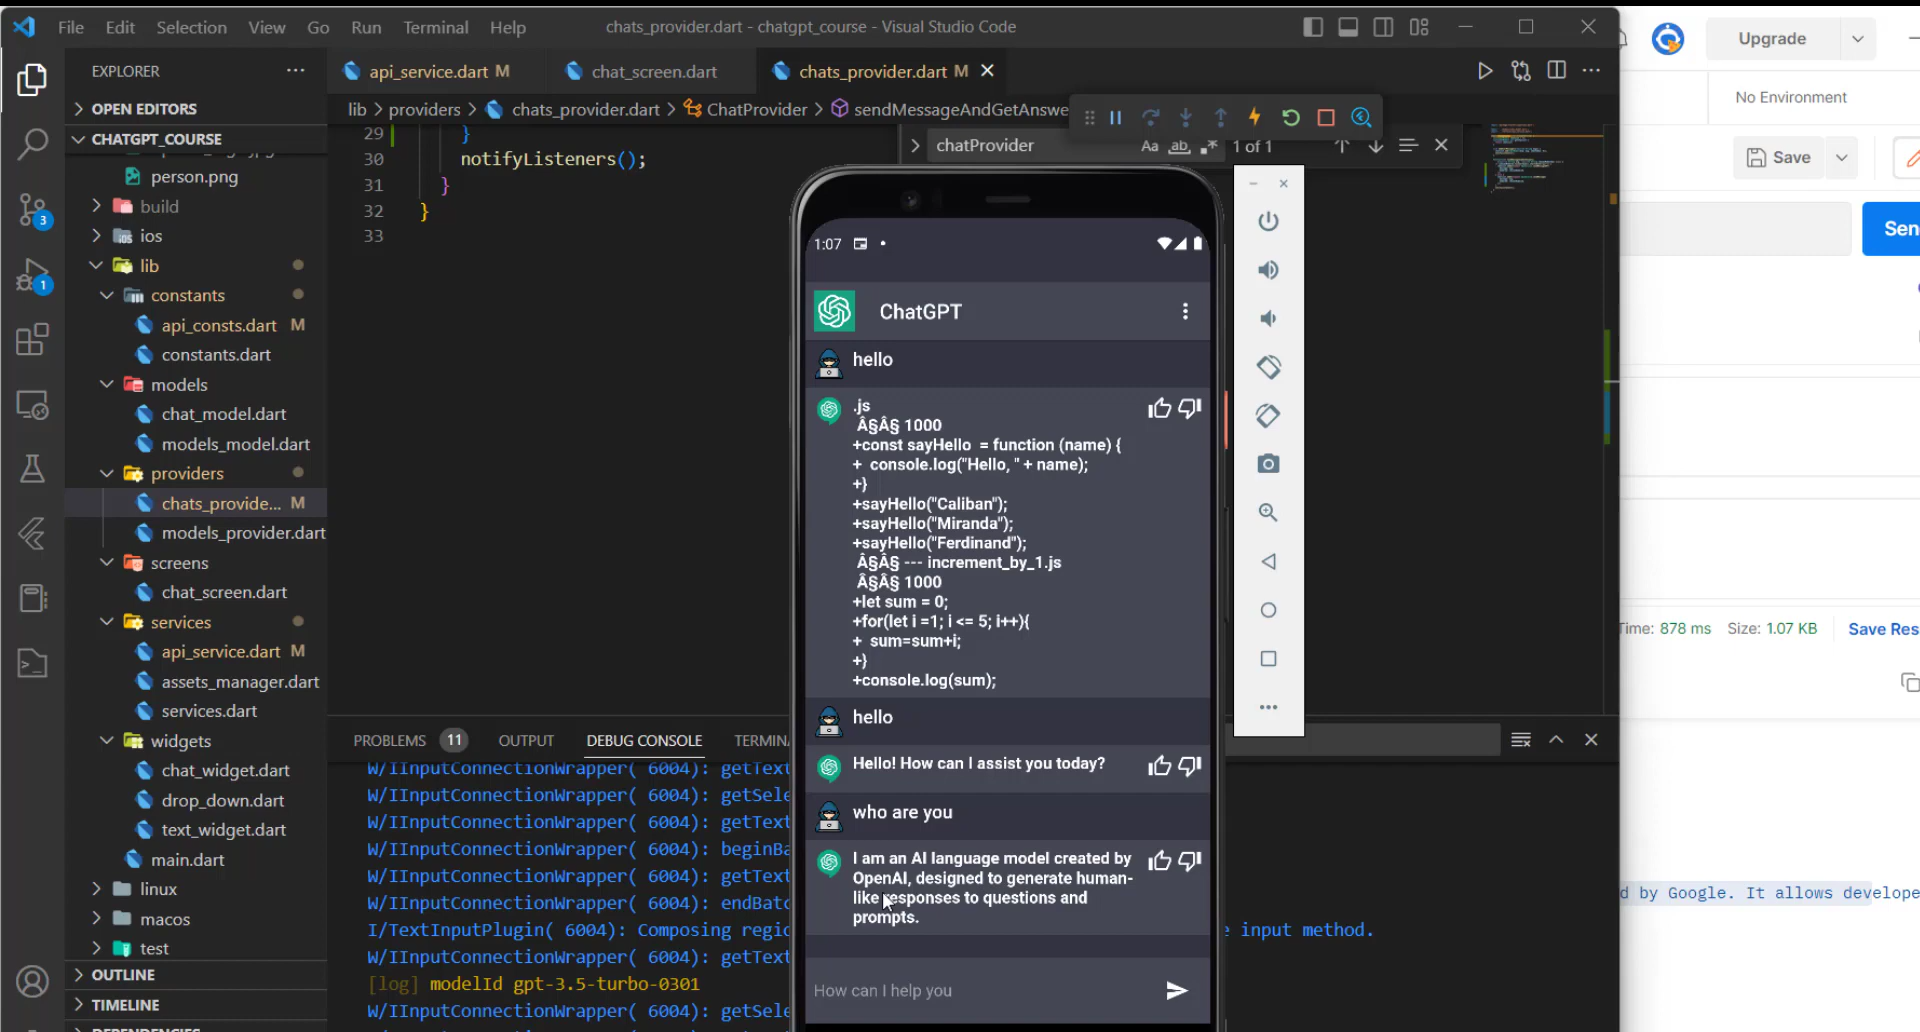 File Edit Selection View Go Run Terminal Help
chats_provider.dart - chatgpt_course - Visual Studio Code
EXPLORER
OPEN EDITORS
CHATGPT_COURSE
person.png
build
ios
ios
lib
constants
api_consts.dart M
constants.dart
models
chat_model.dart
models_model.dart
providers
chats_provide... M
models_provider.dart
screens
chat_screen.dart
services
api_service.dart M
assets_manager.dart
services.dart
widgets
chat_widget.dart
drop_down.dart
text_widget.dart
main.dart
linux
macos
test
OUTLINE
TIMELINE
3
1
api_service.dart M
chat_screen.dart
chats_provider.dart M
lib > providers > chats_provider.dart > ChatProvider > sendMessageAndGetAnswe
chatProvider
Aa ab
1 of 1
29 }
30 notifyListeners();
31 }
32 }
33
1:07
ChatGPT
hello
.js
Â§Â§ 1000
+const sayHello = function (name) {
+ console.log("Hello, " + name);
+}
+sayHello("Caliban");
+sayHello("Miranda");
+sayHello("Ferdinand");
Â§Â§ --- increment_by_1.js
Â§Â§ 1000
+let sum = 0;
+for(let i =1; i <= 5; i++){
+ sum=sum+i;
+}
+console.log(sum);
hello
Hello! How can I assist you today?
who are you
I am an AI language model created by
OpenAI, designed to generate human-
like responses to questions and
prompts.
How can I help you
PROBLEMS 11 OUTPUT DEBUG CONSOLE TERMIN
W/IInputConnectionWrapper( 6004): getText
W/IInputConnectionWrapper( 6004): getSele
W/IInputConnectionWrapper( 6004): getText
W/IInputConnectionWrapper( 6004): beginBa
W/IInputConnectionWrapper( 6004): getText
W/IInputConnectionWrapper( 6004): endBatc
I/TextInputPlugin( 6004): Composing regio
e input method.
W/IInputConnectionWrapper( 6004): getText
[log] modelId gpt-3.5-turbo-0301
W/IInputConnectionWrapper( 6004): getSele
Upgrade
No Environment
Save
Sen
Time: 878 ms Size: 1.07 KB Save Res
d by Google. It allows develope